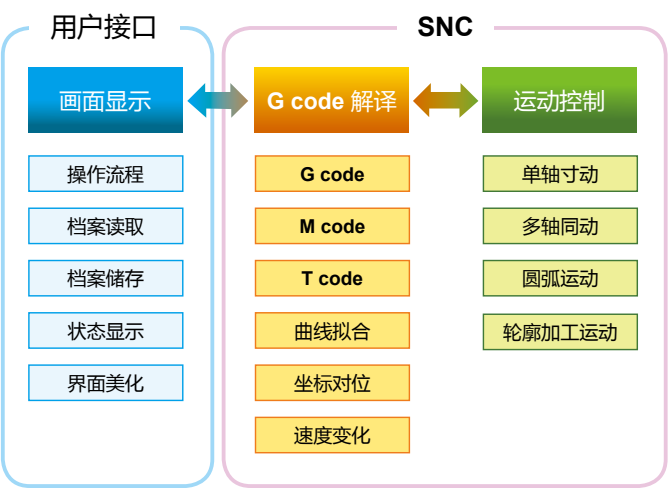 用户接口
SNC
画面显示
G code 解译
运动控制
操作流程
G code
单轴寸动
档案读取
M code
多轴同动
档案储存
T code
圆弧运动
状态显示
曲线拟合
轮廓加工运动
界面美化
坐标对位
速度变化